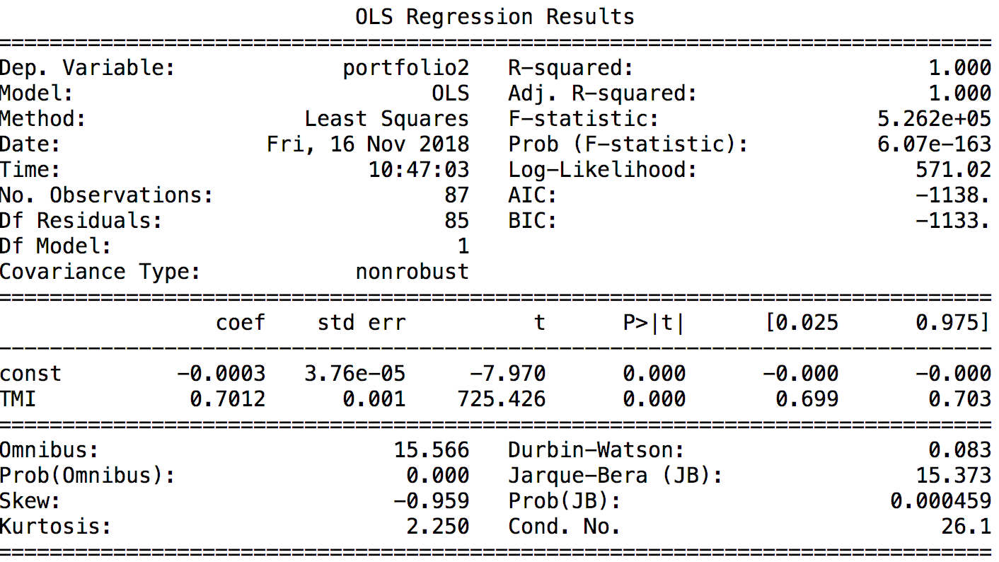 OLS Regression Results
==============================================================================
Dep. Variable:             portfolio2   R-squared:                       1.000
Model:                            OLS   Adj. R-squared:                  1.000
Method:                 Least Squares   F-statistic:                 5.262e+05
Date:                Fri, 16 Nov 2018   Prob (F-statistic):          6.07e-163
Time:                        10:47:03   Log-Likelihood:                 571.02
No. Observations:                  87   AIC:                            -1138.
Df Residuals:                      85   BIC:                            -1133.
Df Model:                           1
Covariance Type:            nonrobust
==============================================================================
                 coef    std err          t      P>|t|      [0.025      0.975]
------------------------------------------------------------------------------
const         -0.0003   3.76e-05     -7.970      0.000      -0.000      -0.000
TMI            0.7012      0.001    725.426      0.000       0.699       0.703
==============================================================================
Omnibus:                       15.566   Durbin-Watson:                   0.083
Prob(Omnibus):                  0.000   Jarque-Bera (JB):               15.373
Skew:                          -0.959   Prob(JB):                     0.000459
Kurtosis:                       2.250   Cond. No.                         26.1
==============================================================================